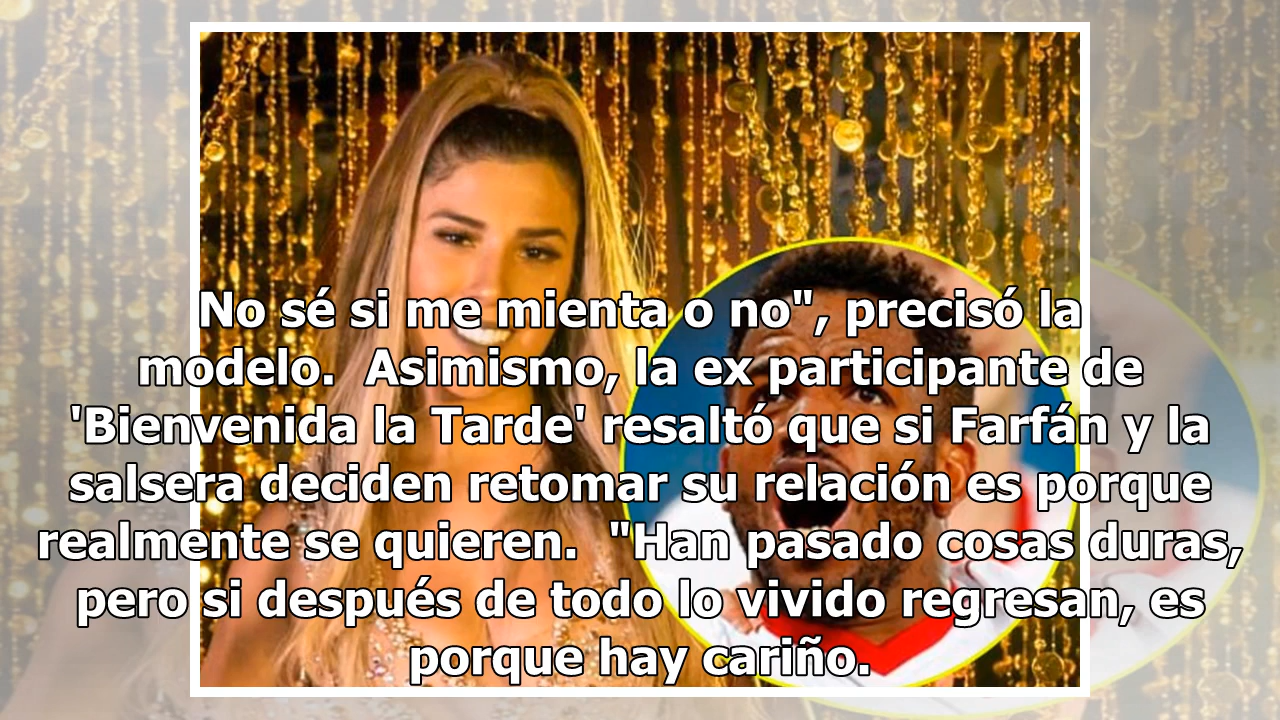 No sé si me mienta o no", precisó la
modelo.  Asimismo, la ex participante de
'Bienvenida la Tarde' resaltó que si Farfán y la
salsera deciden retomar su relación es porque
realmente se quieren.  "Han pasado cosas duras,
pero si después de todo lo vivido regresan, es
porque hay cariño.